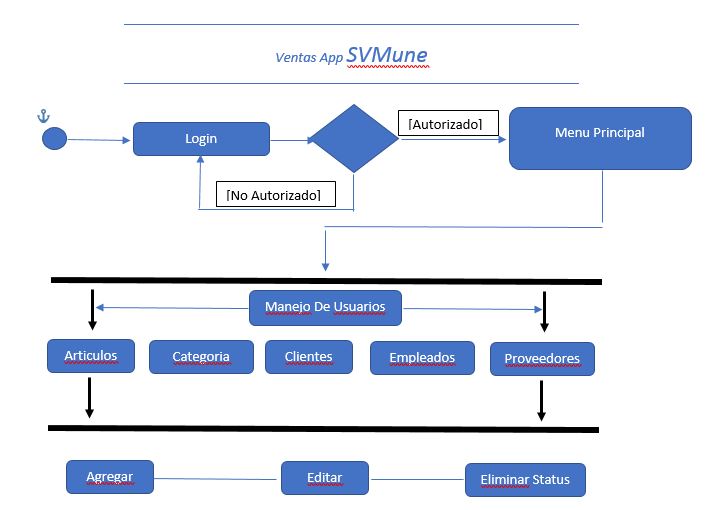 Ventas App SVMune
Login
[Autorizado]
Menu Principal
[No Autorizado]
Manejo De Usuarios
Articulos
Categoria
Clientes
Empleados
Proveedores
Agregar
Editar
Eliminar Status